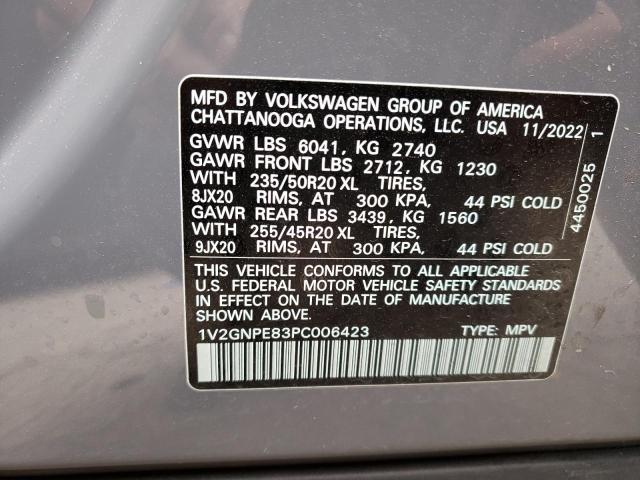 MFD BY VOLKSWAGEN GROUP OF AMERICA
CHATTANOOGA OPERATIONS, LLC. USA 11/2022
GVWR LBS 6041, KG 2740
GAWR FRONT LBS 2712, KG 1230
WITH 235/50R20 XL TIRES,
8JX20 RIMS, AT 300 KPA, 44 PSI COLD
GAWR REAR LBS 3439, KG 1560
WITH 255/45R20 XL TIRES,
9JX20 RIMS, AT 300 KPA, 44 PSI COLD
THIS VEHICLE CONFORMS TO ALL APPLICABLE
U.S. FEDERAL MOTOR VEHICLE SAFETY STANDARDS
IN EFFECT ON THE DATE OF MANUFACTURE
SHOWN ABOVE.
1V2GNPE83PC006423 TYPE: MPV
4450025 1